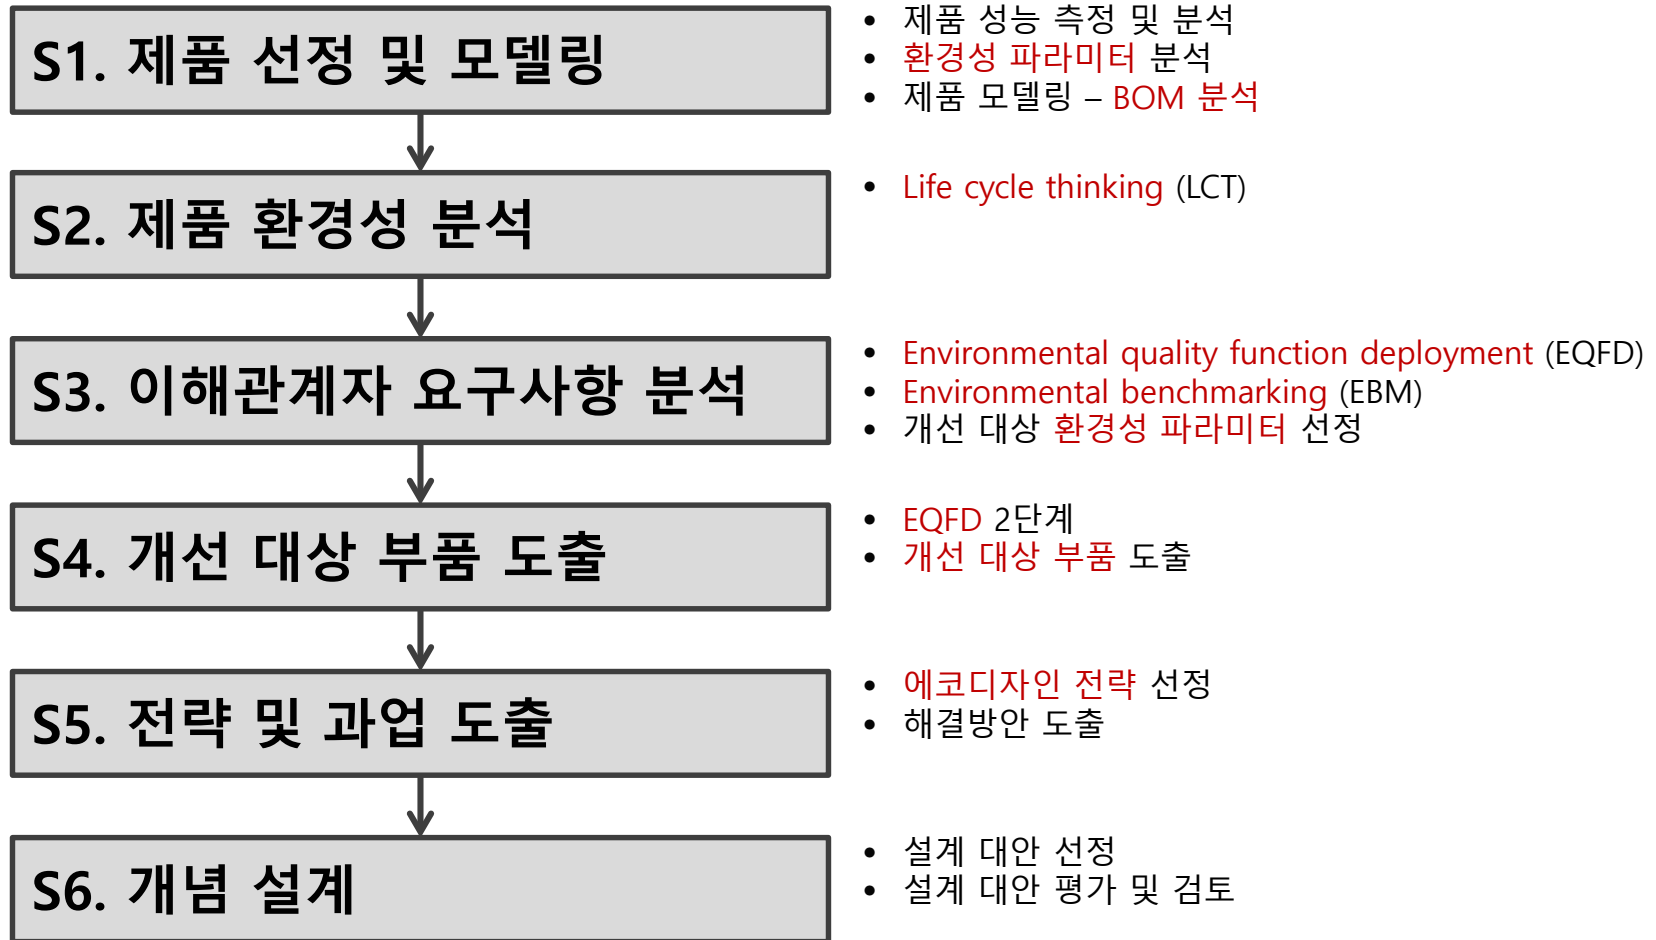 S1. 제품 선정 및 모델링
• 제품 성능 측정 및 분석
• 환경성 파라미터 분석
• 제품 모델링 – BOM 분석
S2. 제품 환경성 분석
• Life cycle thinking (LCT)
S3. 이해관계자 요구사항 분석
• Environmental quality function deployment (EQFD)
• Environmental benchmarking (EBM)
• 개선 대상 환경성 파라미터 선정
S4. 개선 대상 부품 도출
• EQFD 2단계
• 개선 대상 부품 도출
S5. 전략 및 과업 도출
• 에코디자인 전략 선정
• 해결방안 도출
S6. 개념 설계
• 설계 대안 선정
• 설계 대안 평가 및 검토